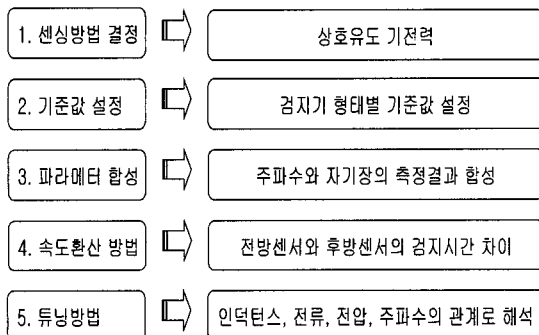 1. 센싱방법 결정
상호유도 기전력
2. 기준값 설정
검지기 형태별 기준값 설정
3. 파라메터 합성
주파수와 자기장의 측정결과 합성
4. 속도환산 방법
전방센서와 후방센서의 검지시간 차이
5. 튜닝방법
인덕턴스, 전류, 전압, 주파수의 관계로 해석